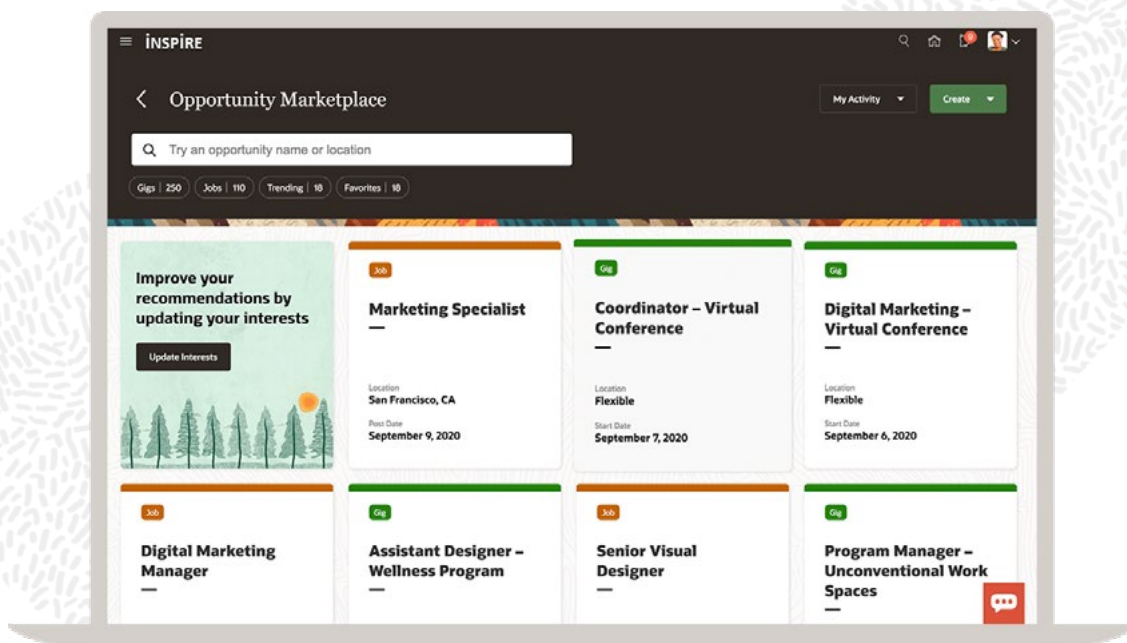 İNSPİRE
9
Opportunity Marketplace
My Activity
Create
Try an opportunity name or location
Gigs | 250
Jobs | 110
Trending | 18
Favorites | 18
Improve your
recommendations by
updating your interests
Update Interests
Job
Marketing Specialist
Location
San Francisco, CA
Post Date
September 9, 2020
Gig
Coordinator – Virtual
Conference
Location
Flexible
Start Date
September 7, 2020
Gig
Digital Marketing –
Virtual Conference
Location
Flexible
Start Date
September 6, 2020
Job
Digital Marketing
Manager
Gig
Assistant Designer –
Wellness Program
Job
Senior Visual
Designer
Gig
Program Manager –
Unconventional Work
Spaces